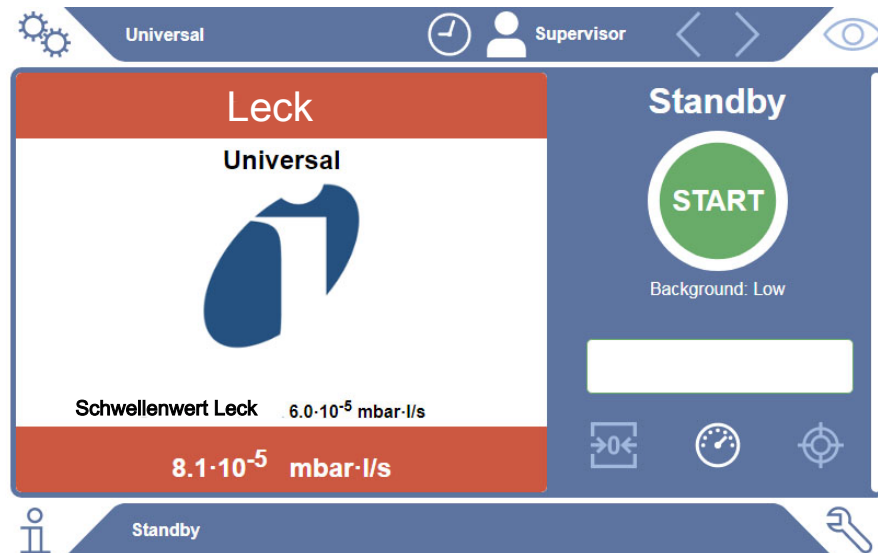 Universal
Supervisor
Leck
Universal
Schwellenwert Leck 6.0·10⁻⁵ mbar·l/s
8.1·10⁻⁵ mbar·l/s
Standby
START
Background: Low
→0←
Standby